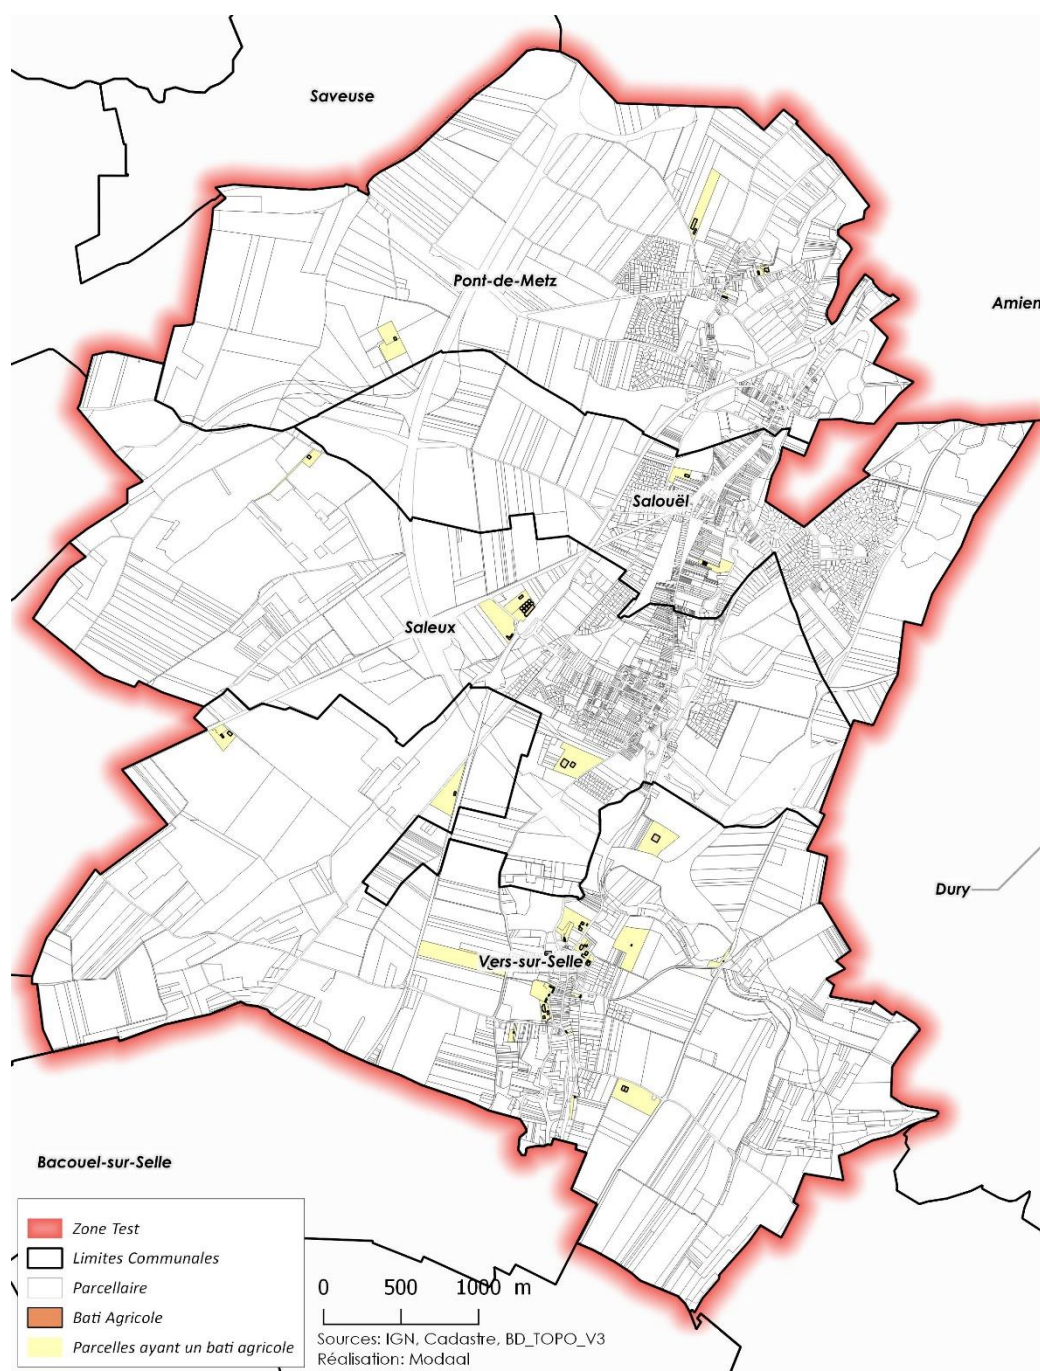 Saveuse
Pont-de-Metz
Amien
Salouël
Saleux
Dury
Vers-sur-Selle
Bacouel-sur-Selle
Zone Test
Limites Communales
Parcellaire
Bati Agricole
Parcelles ayant un bati agricole
0 500 1000 m
Sources: IGN, Cadastre, BD_TOPO_V3
Réalisation: Modaal